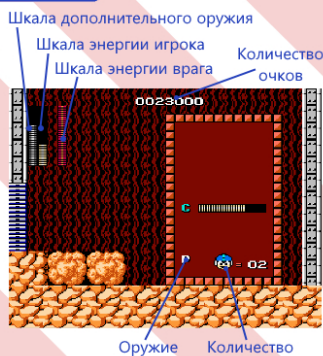 Шкала дополнительного оружия
Шкала энергии игрока
Шкала энергии врага
Количество
очков
0023000
C
P
= 02
Оружие
Количество